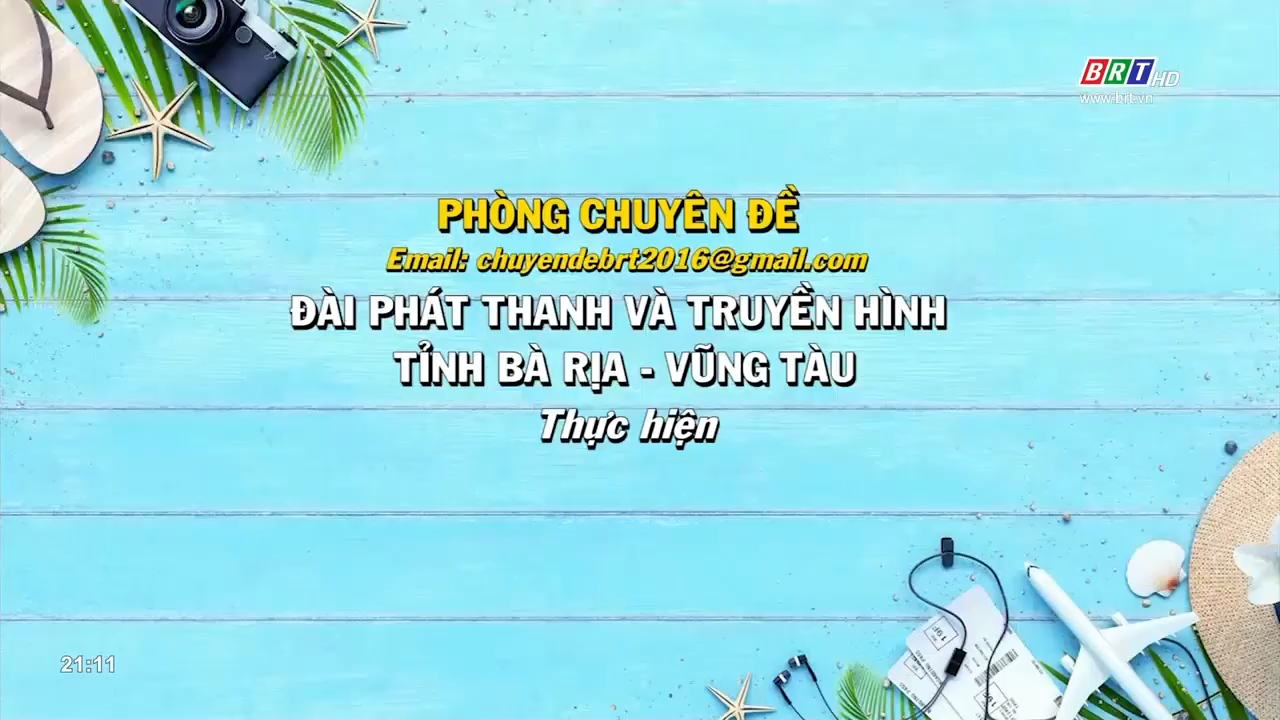 BRT HD
www.brt.vn
PHÒNG CHUYÊN ĐỀ
Email: chuyendebrt2016@gmail.com
ĐÀI PHÁT THANH VÀ TRUYỀN HÌNH
TỈNH BÀ RỊA - VŨNG TÀU
Thực hiện
21:11